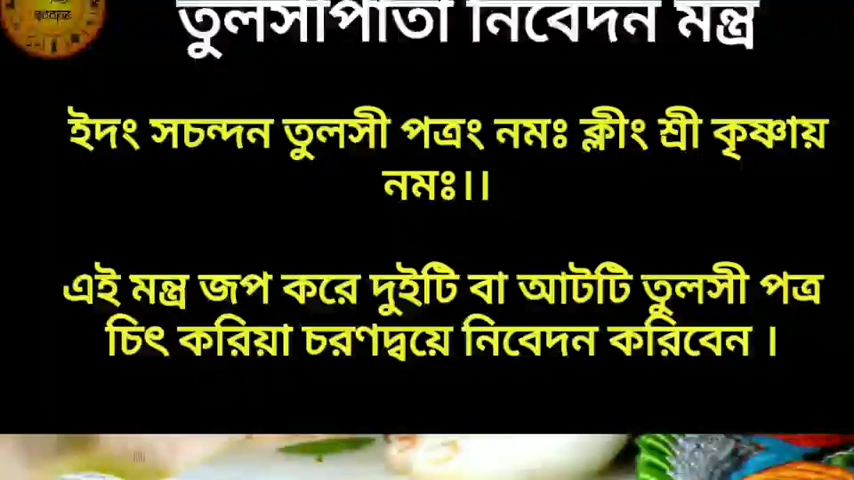 তুলসীপাতা নিবেদন মন্ত্র
ইদং সচন্দন তুলসী পত্রং নমঃ ক্লীং শ্রী কৃষ্ণায়
নমঃ।।
এই মন্ত্র জপ করে দুইটি বা আটটি তুলসী পত্র
চিৎ করিয়া চরণদ্বয়ে নিবেদন করিবেন ।